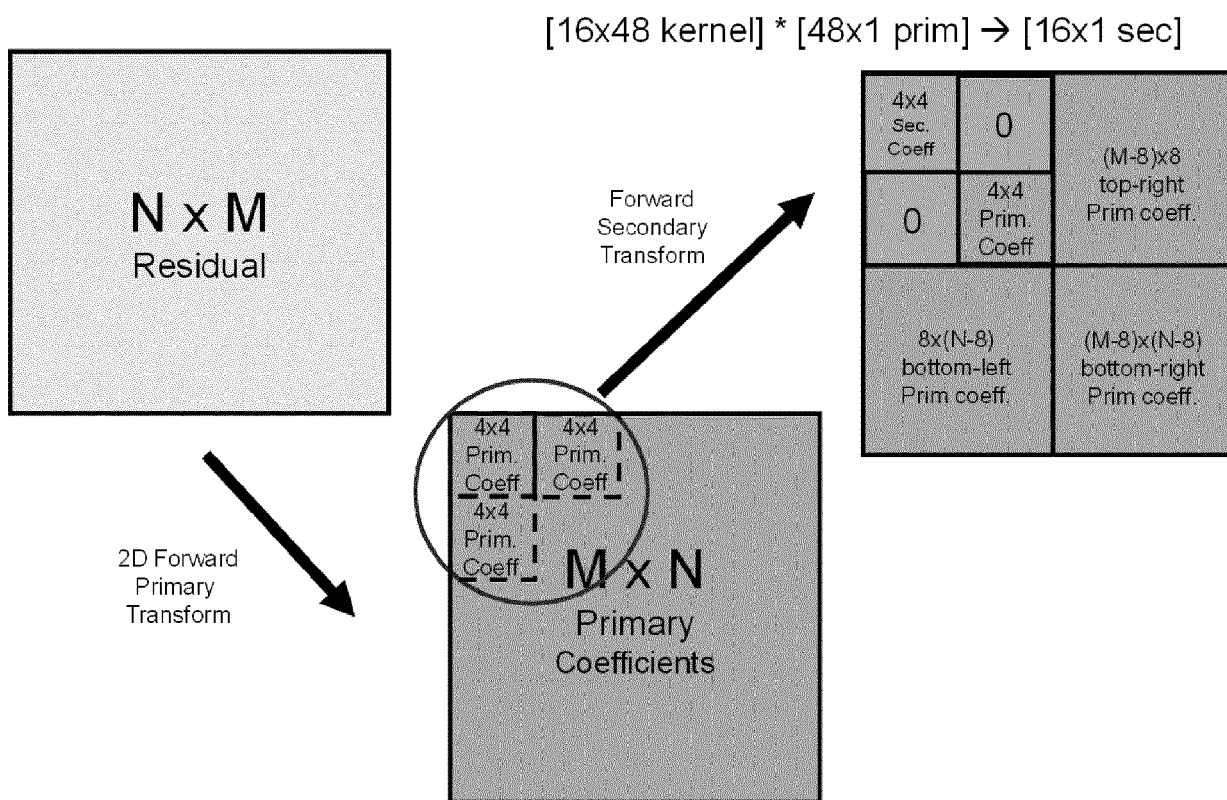 [16x48 kernel] * [48x1 prim] → [16x1 sec]
N x M
Residual
2D Forward
Primary
Transform
4x4
Prim.
Coeff
4x4
Prim.
Coeff
4x4
Prim.
Coeff
M x N
Primary
Coefficients
Forward
Secondary
Transform
4x4
Sec.
Coeff
0
(M-8)x8
top-right
Prim coeff.
0
4x4
Prim.
Coeff
8x(N-8)
bottom-left
Prim coeff.
(M-8)x(N-8)
bottom-right
Prim coeff.